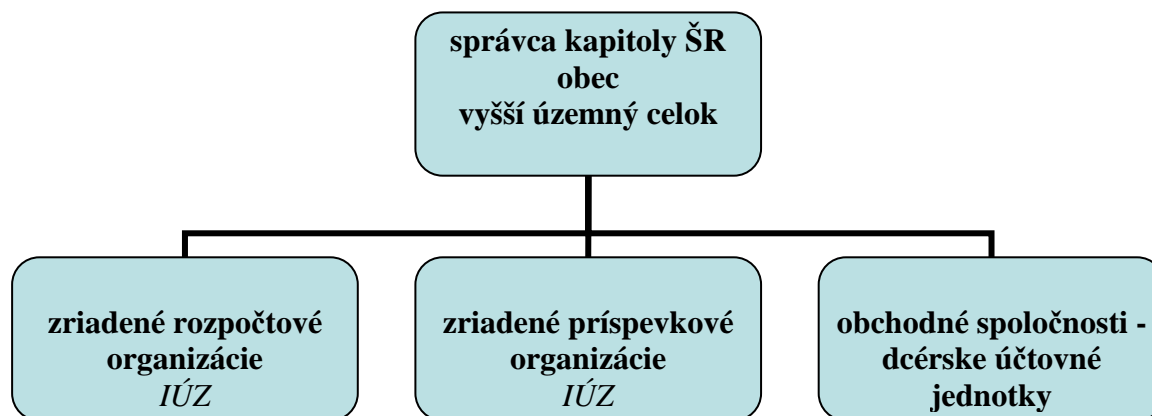 správca kapitoly ŠR
obec
vyšší územný celok
zriadené rozpočtové
organizácie
IÚZ
zriadené príspevkové
organizácie
IÚZ
obchodné spoločnosti -
dcérske účtovné
jednotky